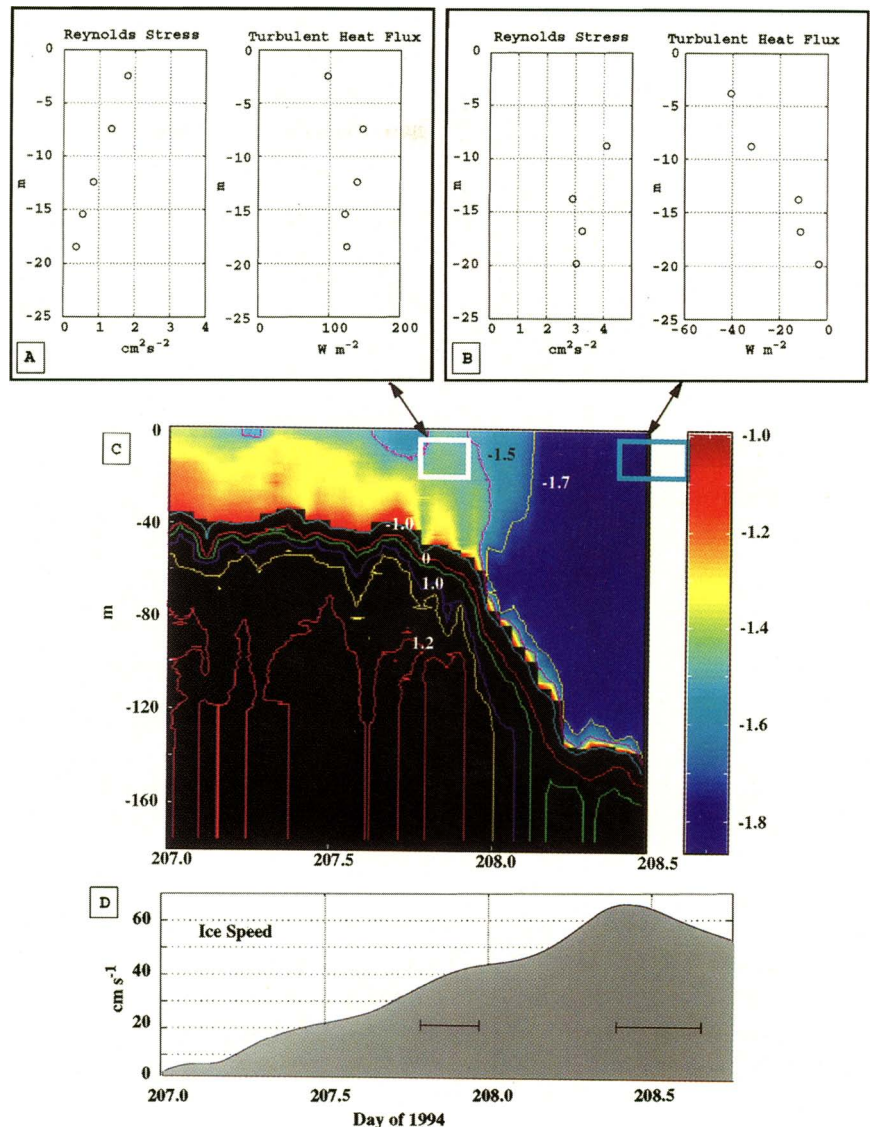 Reynolds Stress
Turbulent Heat Flux
0
-5
-10
m
-15
-20
-25
0 1 2 3 4
cm²s⁻²
0
-5
-10
m
-15
-20
-25
0 100 200
W m⁻²
A
Reynolds Stress
Turbulent Heat Flux
0
-5
-10
m
-15
-20
-25
0 1 2 3 4
cm²s⁻²
0
-5
-10
m
-15
-20
-25
-60 -40 -20 0
W m⁻²
B
C
0
-40
m
-80
-120
-160
207.0 207.5 208.0 208.5
-1.5
-1.7
-1.0
0
1.0
1.2
-1.0
-1.2
-1.4
-1.6
-1.8
D
Ice Speed
60
40
20
0
cm s⁻¹
207.0 207.5 208.0 208.5
Day of 1994